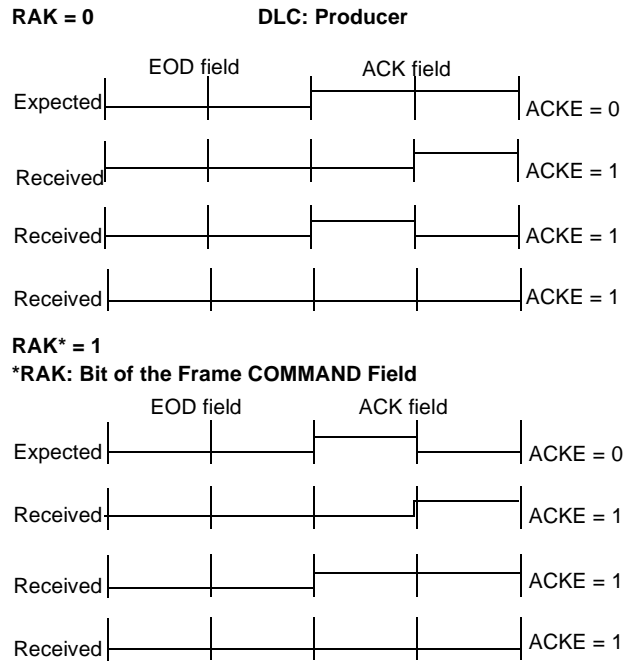 RAK = 0 DLC: Producer
EOD field ACK field
Expected ACKE = 0
Received ACKE = 1
Received ACKE = 1
Received ACKE = 1
RAK* = 1
*RAK: Bit of the Frame COMMAND Field
EOD field ACK field
Expected ACKE = 0
Received ACKE = 1
Received ACKE = 1
Received ACKE = 1